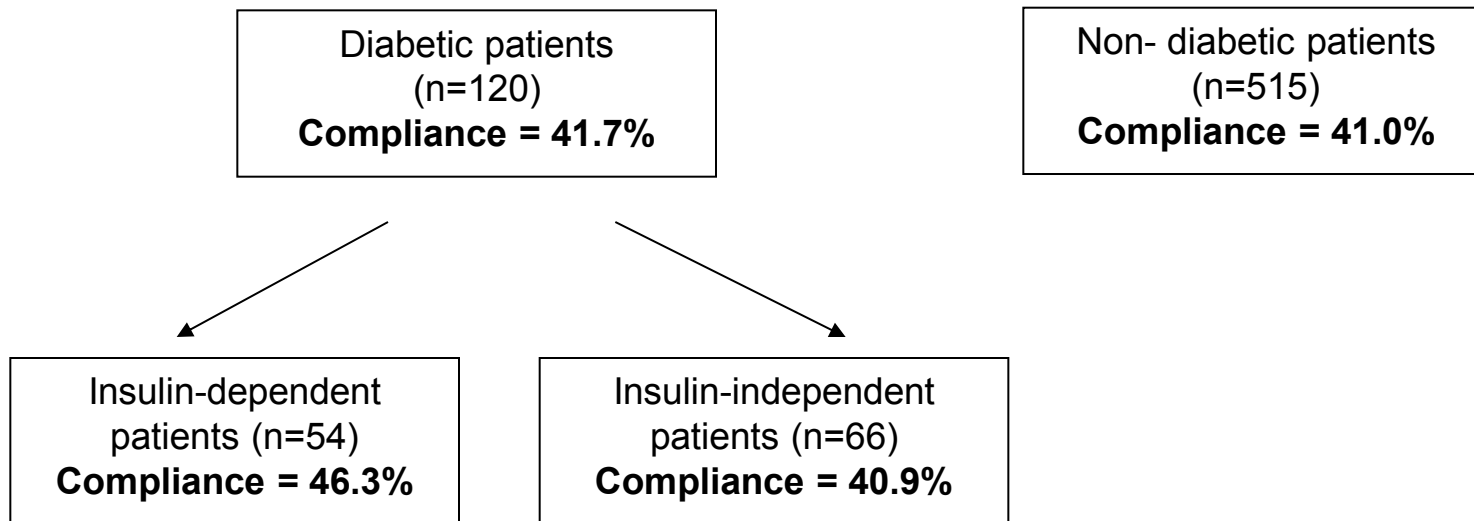 Diabetic patients
(n=120)
Compliance = 41.7%
Non- diabetic patients
(n=515)
Compliance = 41.0%
Insulin-dependent
patients (n=54)
Compliance = 46.3%
Insulin-independent
patients (n=66)
Compliance = 40.9%